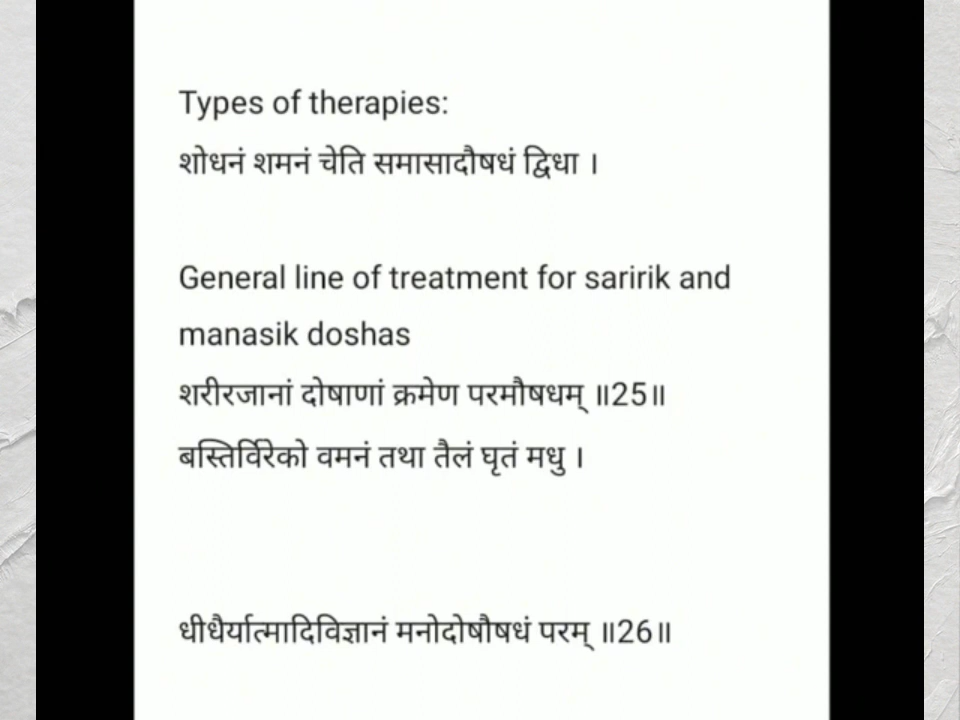 Types of therapies:
शोधनं शमनं चेति समासादौषधं द्विधा ।
General line of treatment for saririk and
manasik doshas
शरीरजानां दोषाणां क्रमेण परमौषधम् ॥25॥
बस्तिर्विरेको वमनं तथा तैलं घृतं मधु ।
धीधैर्यात्मादिविज्ञानं मनोदोषौषधं परम् ॥26॥